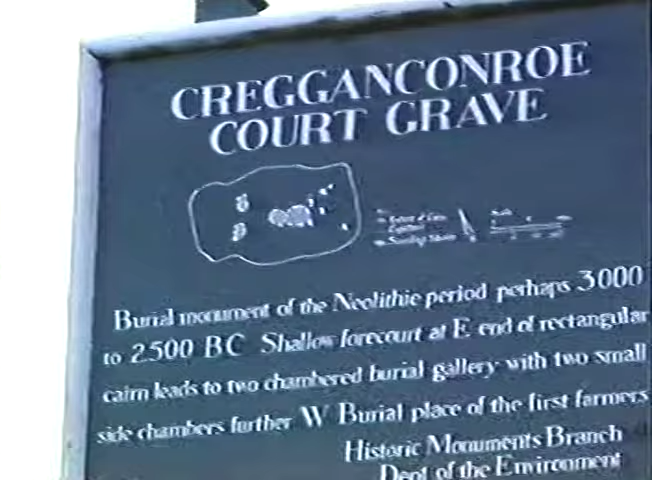 CREGGANCONROE
COURT GRAVE
Burial monument of the Neolithic period perhaps 3000
to 2500 BC Shallow forecourt at E end of rectangular
cairn leads to two chambered burial gallery with two small
side chambers further W Burial place of the first farmers
Historic Monuments Branch
Dept of the Environment